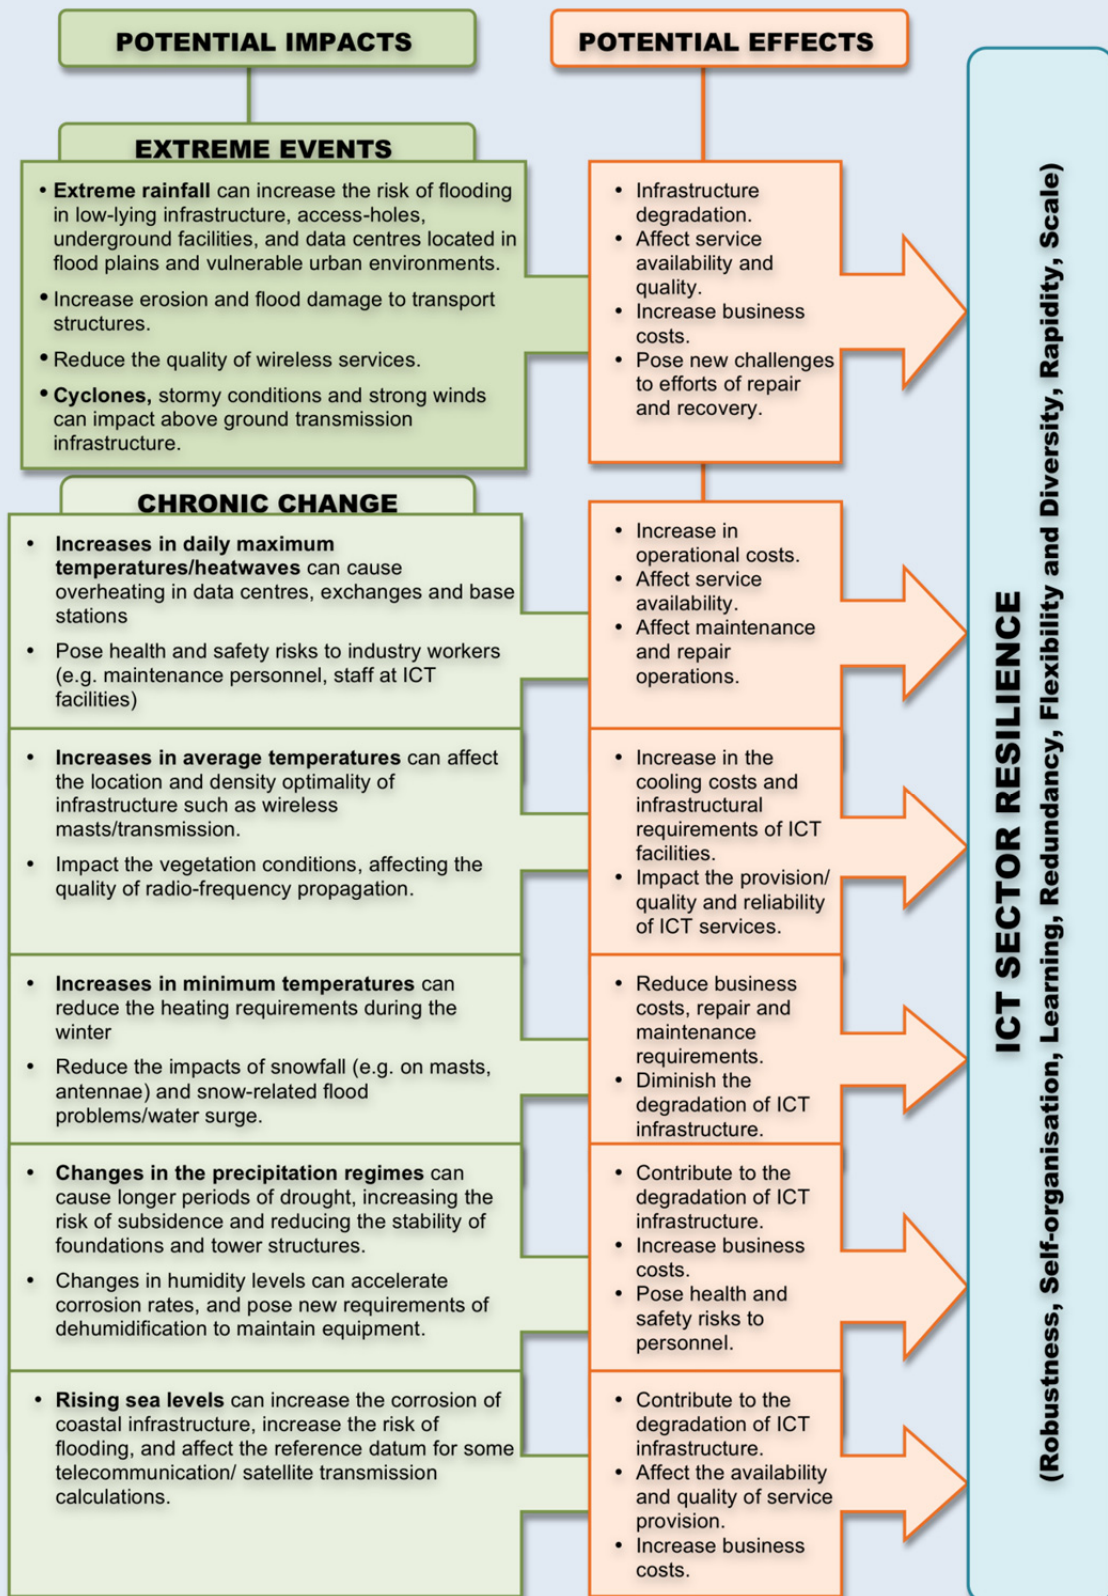 POTENTIAL IMPACTS
POTENTIAL EFFECTS
EXTREME EVENTS
• Extreme rainfall can increase the risk of flooding
in low-lying infrastructure, access-holes,
underground facilities, and data centres located in
flood plains and vulnerable urban environments.
• Increase erosion and flood damage to transport
structures.
• Reduce the quality of wireless services.
• Cyclones, stormy conditions and strong winds
can impact above ground transmission
infrastructure.
• Infrastructure
degradation.
• Affect service
availability and
quality.
• Increase business
costs.
• Pose new challenges
to efforts of repair
and recovery.
CHRONIC CHANGE
• Increases in daily maximum
temperatures/heatwaves can cause
overheating in data centres, exchanges and base
stations
• Pose health and safety risks to industry workers
(e.g. maintenance personnel, staff at ICT
facilities)
• Increase in
operational costs.
• Affect service
availability.
• Affect maintenance
and repair
operations.
• Increases in average temperatures can affect
the location and density optimality of
infrastructure such as wireless
masts/transmission.
• Impact the vegetation conditions, affecting the
quality of radio-frequency propagation.
• Increase in the
cooling costs and
infrastructural
requirements of ICT
facilities.
• Impact the provision/
quality and reliability
of ICT services.
• Increases in minimum temperatures can
reduce the heating requirements during the
winter
• Reduce the impacts of snowfall (e.g. on masts,
antennae) and snow-related flood
problems/water surge.
• Reduce business
costs, repair and
maintenance
requirements.
• Diminish the
degradation of ICT
infrastructure.
• Changes in the precipitation regimes can
cause longer periods of drought, increasing the
risk of subsidence and reducing the stability of
foundations and tower structures.
• Changes in humidity levels can accelerate
corrosion rates, and pose new requirements of
dehumidification to maintain equipment.
• Contribute to the
degradation of ICT
infrastructure.
• Increase business
costs.
• Pose health and
safety risks to
personnel.
• Rising sea levels can increase the corrosion of
coastal infrastructure, increase the risk of
flooding, and affect the reference datum for some
telecommunication/ satellite transmission
calculations.
• Contribute to the
degradation of ICT
infrastructure.
• Affect the availability
and quality of service
provision.
• Increase business
costs.
ICT SECTOR RESILIENCE
(Robustness, Self-organisation, Learning, Redundancy, Flexibility and Diversity, Rapidity, Scale)